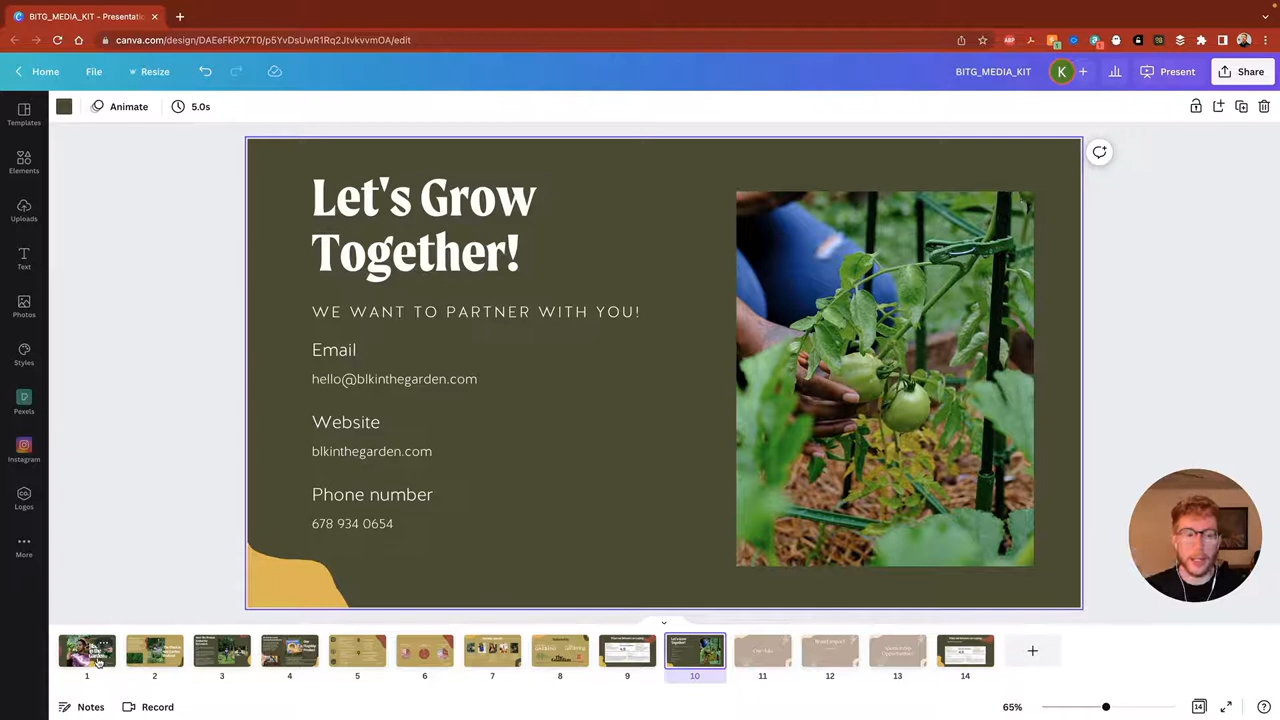 BITG_MEDIA_KIT - Presentatio
canva.com/design/DAEeFkPX7T0/p5YvDsUwR1Rq2JtvkvvmOA/edit
Home
File
Resize
BITG_MEDIA_KIT
K
Present
Share
Animate
5.0s
Templates
Elements
Uploads
Text
Photos
Styles
Pexels
Instagram
Logos
More
Let's Grow
Together!
WE WANT TO PARTNER WITH YOU!
Email
hello@blkinthegarden.com
Website
blkinthegarden.com
Phone number
678 934 0654
1
2
3
4
5
6
7
8
9
10
11
12
13
14
Notes
Record
65%
14